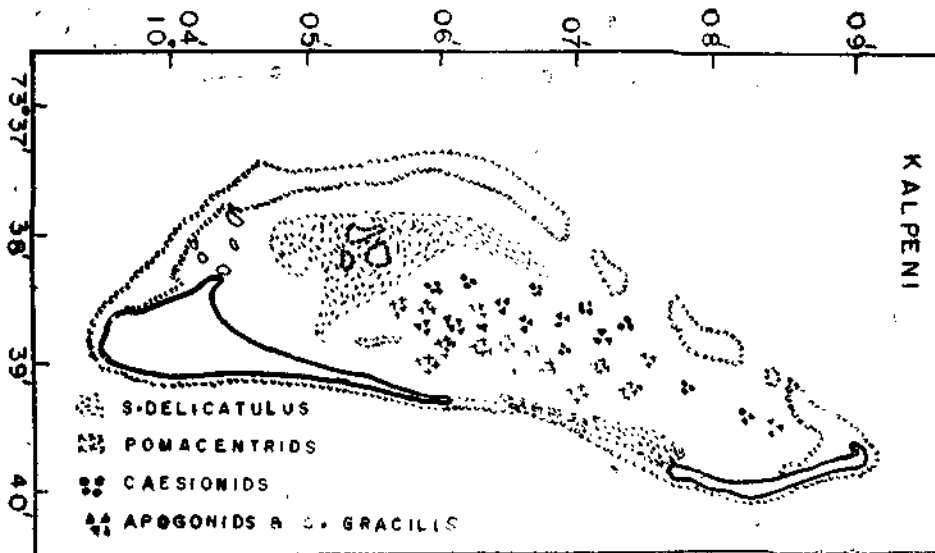 10° 04′ 05′ 06′ 07′ 08′ 09′
73°37′
38′
39′
40′
KALPENI
S.DELICATULUS
POMACENTRIDS
CAESIONIDS
APOGONIDS & S. GRACILIS